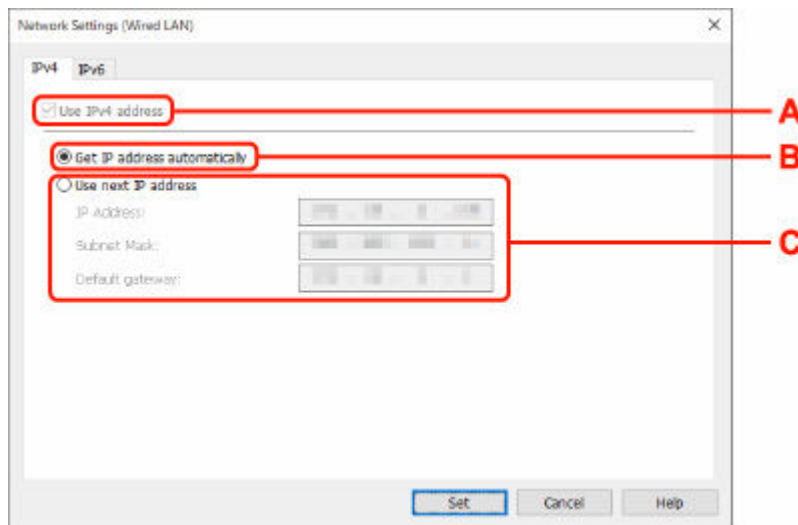 Network Settings (Wired LAN)
IPv4 IPv6
Use IPv4 address
A
Get IP address automatically
B
Use next IP address
IP Address:
Subnet Mask:
C
Default gateway:
Set Cancel Help